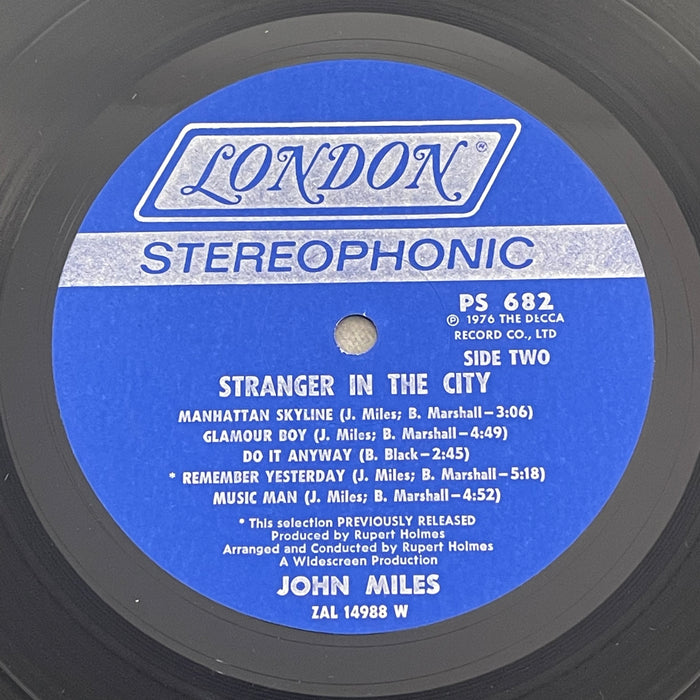 LONDON ®
STEREOPHONIC
PS 682
℗ 1976 THE DECCA
RECORD CO., LTD
SIDE TWO
STRANGER IN THE CITY
MANHATTAN SKYLINE (J. Miles; B. Marshall—3:06)
GLAMOUR BOY (J. Miles; B. Marshall—4:49)
DO IT ANYWAY (B. Black—2:45)
* REMEMBER YESTERDAY (J. Miles; B. Marshall—5:18)
MUSIC MAN (J. Miles; B. Marshall—4:52)
* This selection PREVIOUSLY RELEASED
Produced by Rupert Holmes
Arranged and Conducted by Rupert Holmes
A Widescreen Production
JOHN MILES
ZAL 14988 W